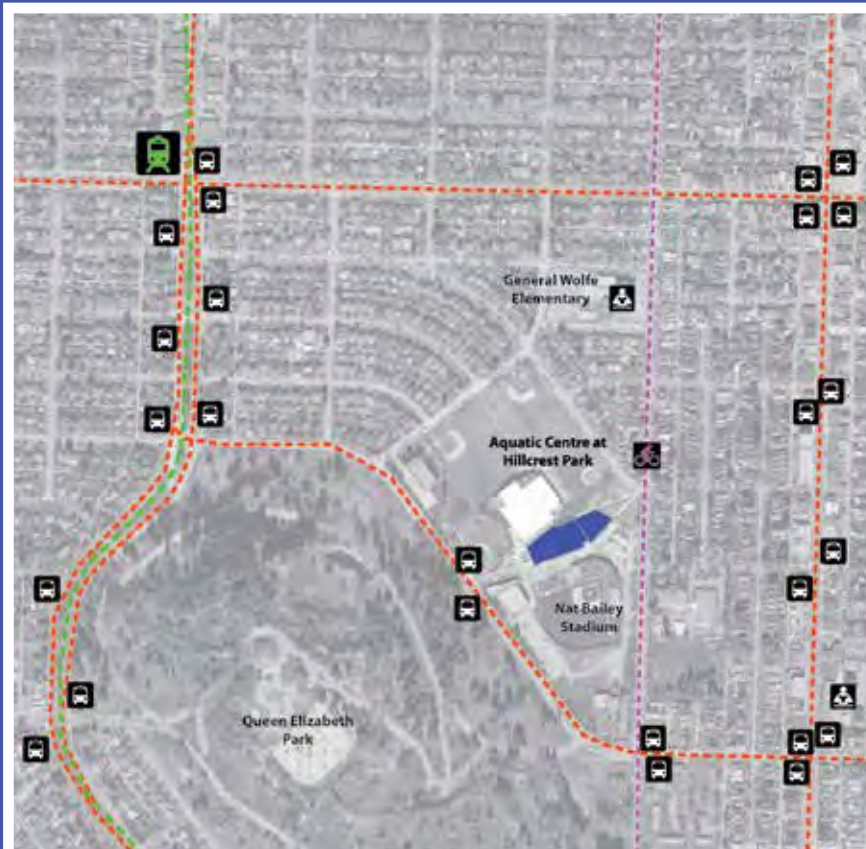 General Wolfe
Elementary
Aquatic Centre at
Hillcrest Park
Nat Bailey
Stadium
Queen Elizabeth
Park